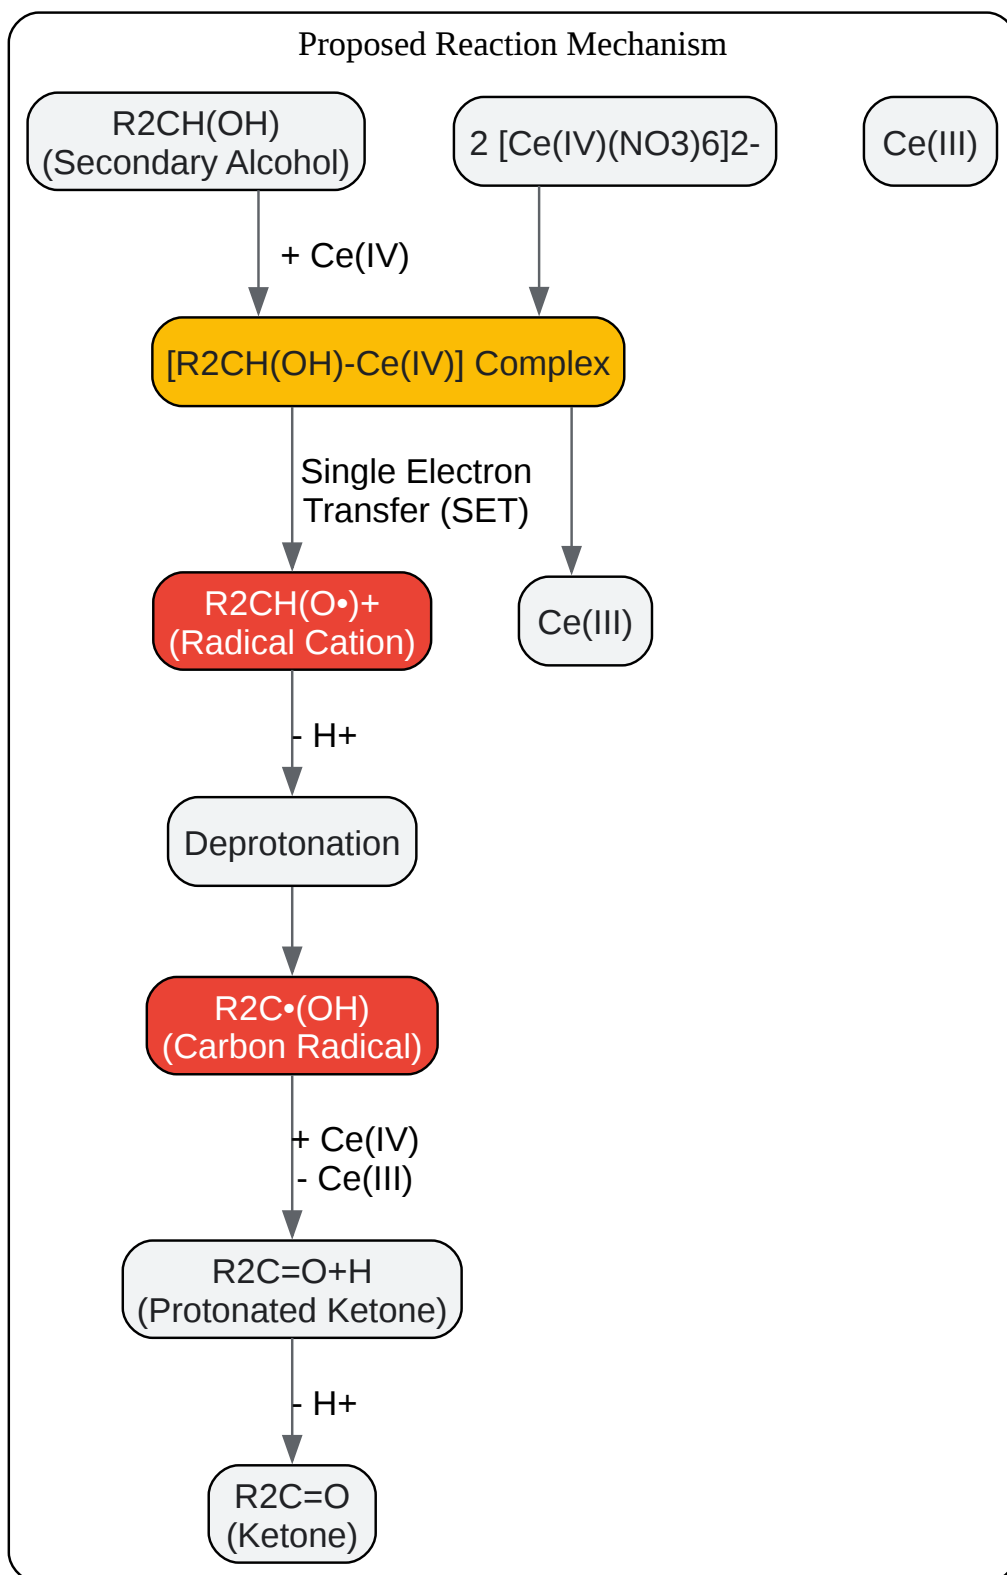 Proposed Reaction Mechanism
R2CH(OH)
(Secondary Alcohol)
2 [Ce(IV)(NO3)6]2-
Ce(III)
+ Ce(IV)
[R2CH(OH)-Ce(IV)] Complex
Single Electron
Transfer (SET)
R2CH(O•)+
(Radical Cation)
Ce(III)
- H+
Deprotonation
R2C•(OH)
(Carbon Radical)
+ Ce(IV)
- Ce(III)
R2C=O+H
(Protonated Ketone)
- H+
R2C=O
(Ketone)